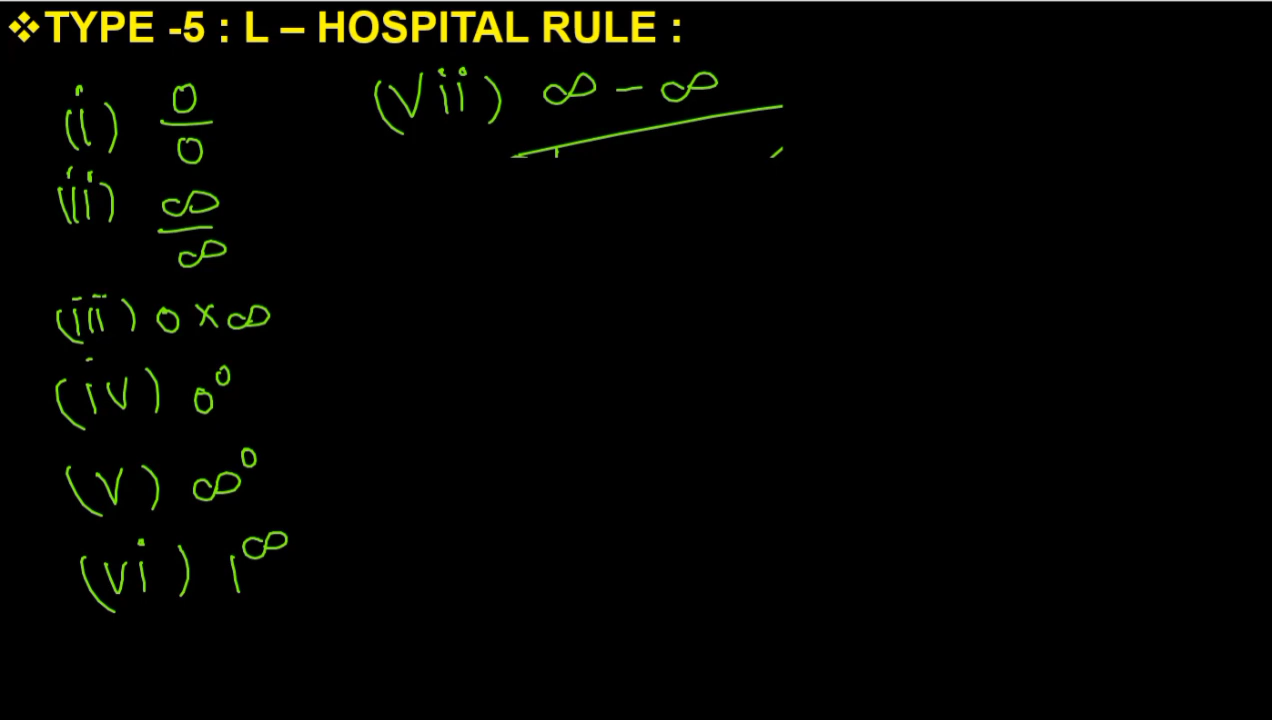 ❖TYPE -5 : L – HOSPITAL RULE :
(i) 0/0
(ii) ∞/∞
(iii) 0 × ∞
(iv) 0⁰
(v) ∞⁰
(vi) 1^∞
(Vii) ∞ – ∞